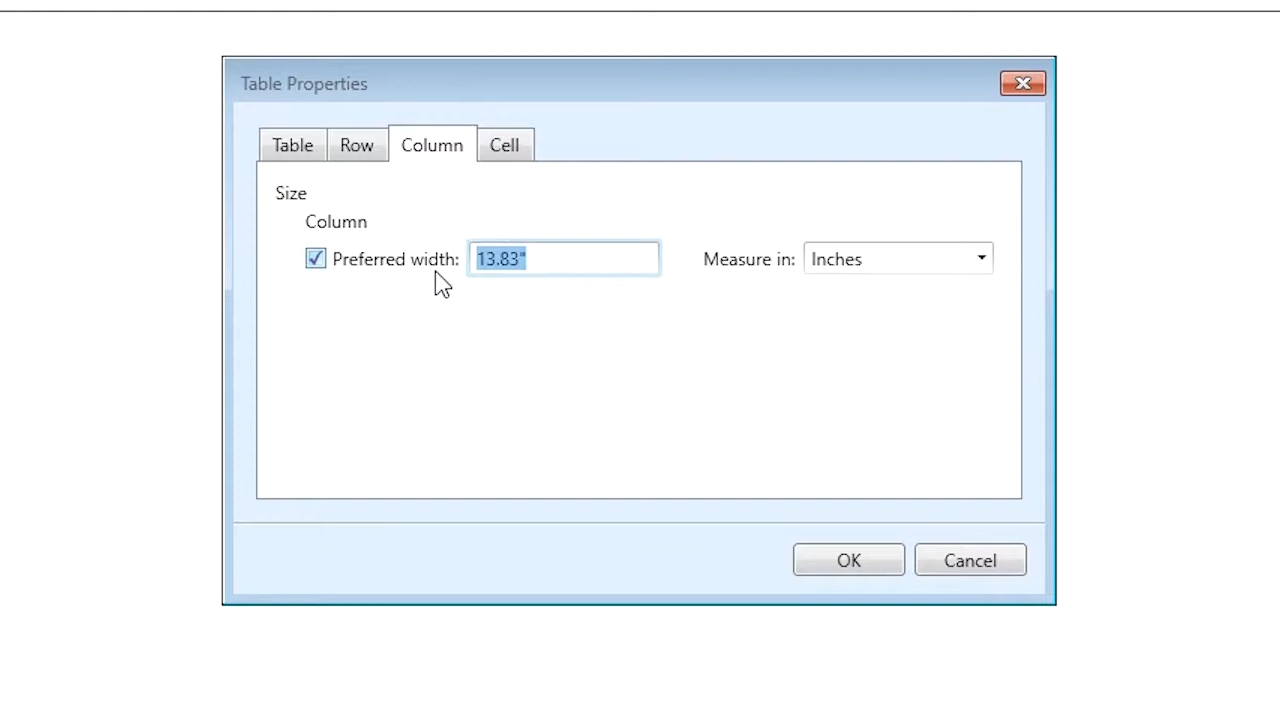 Table Properties
Table Row Column Cell
Size
Column
Preferred width: 13.83" Measure in: Inches
OK Cancel